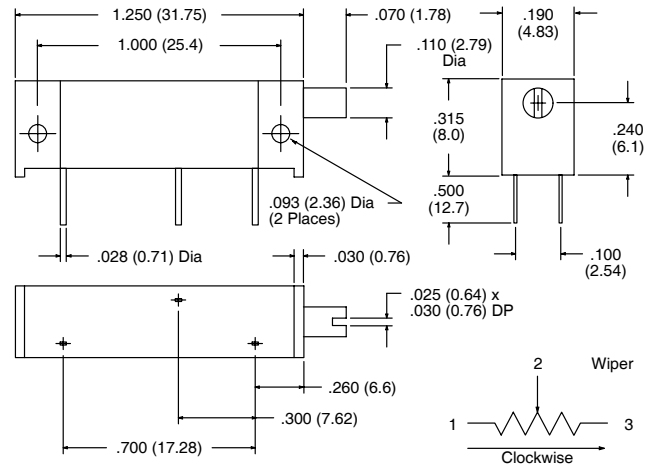 1.250 (31.75)
1.000 (25.4)
.070 (1.78)
.110 (2.79)
Dia
.190
(4.83)
.315
(8.0)
.240
(6.1)
.500
(12.7)
.093 (2.36) Dia
(2 Places)
.028 (0.71) Dia
.030 (0.76)
.100
(2.54)
.025 (0.64) x
.030 (0.76) DP
.260 (6.6)
.300 (7.62)
.700 (17.28)
2
Wiper
1
3
Clockwise